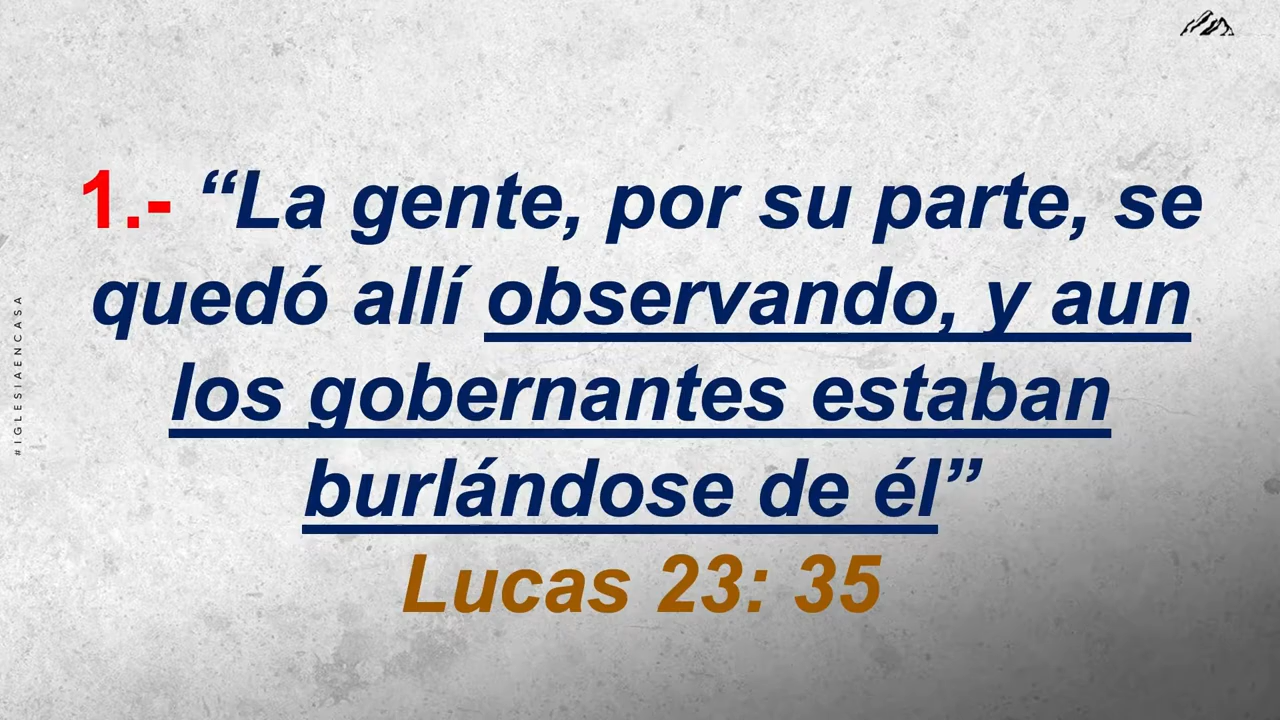 1.- “La gente, por su parte, se
quedó allí observando, y aun
los gobernantes estaban
burlándose de él”
Lucas 23: 35
#IGLESIAENCASA